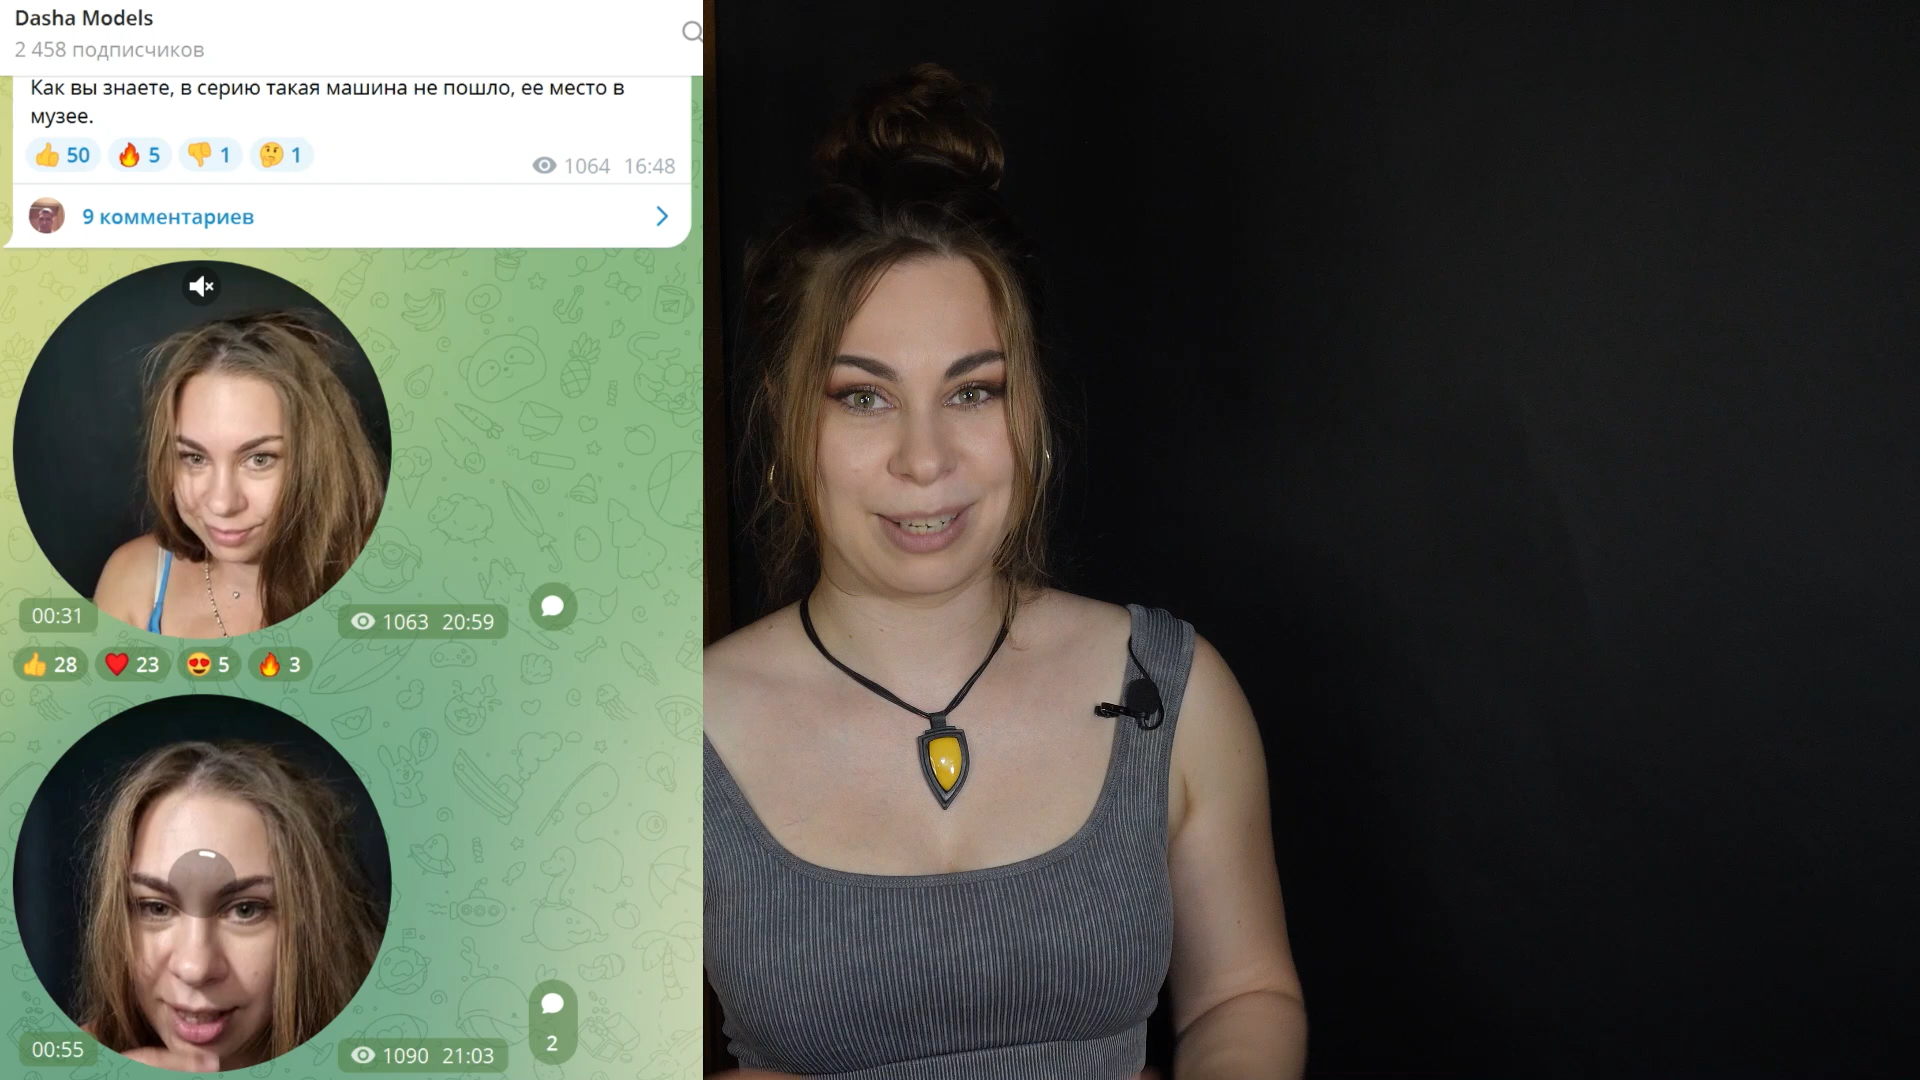 Dasha Models
2 458 подписчиков
Как вы знаете, в серию такая машина не пошло, ее место в
музее.
50 5 1 1
1064 16:48
9 комментариев
00:31
1063 20:59
28 23 5 3
00:55
1090 21:03
2